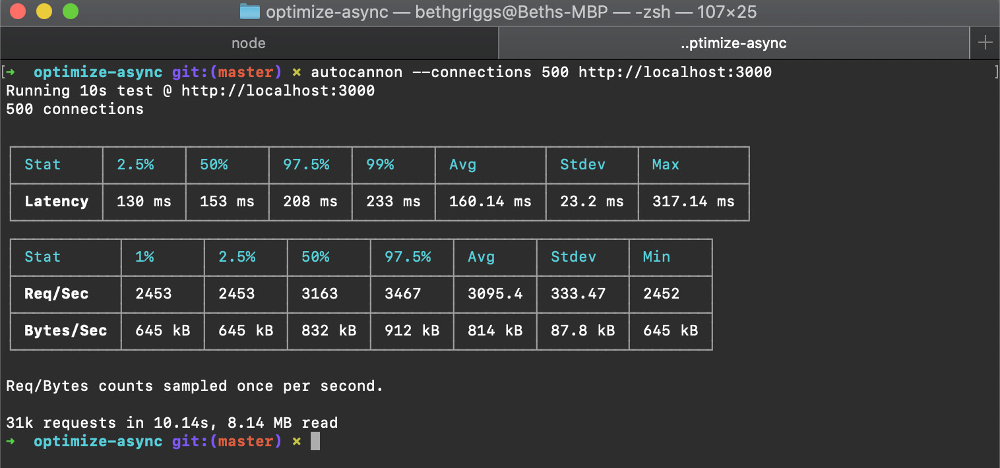 optimize-async — bethgriggs@Beths-MBP — -zsh — 107×25
node
..ptimize-async
[➜ optimize-async git:(master) ✗ autocannon --connections 500 http://localhost:3000 ]
Running 10s test @ http://localhost:3000
500 connections
Stat 2.5% 50% 97.5% 99% Avg Stdev Max
Latency 130 ms 153 ms 208 ms 233 ms 160.14 ms 23.2 ms 317.14 ms
Stat 1% 2.5% 50% 97.5% Avg Stdev Min
Req/Sec 2453 2453 3163 3467 3095.4 333.47 2452
Bytes/Sec 645 kB 645 kB 832 kB 912 kB 814 kB 87.8 kB 645 kB
Req/Bytes counts sampled once per second.
31k requests in 10.14s, 8.14 MB read
➜ optimize-async git:(master) ✗